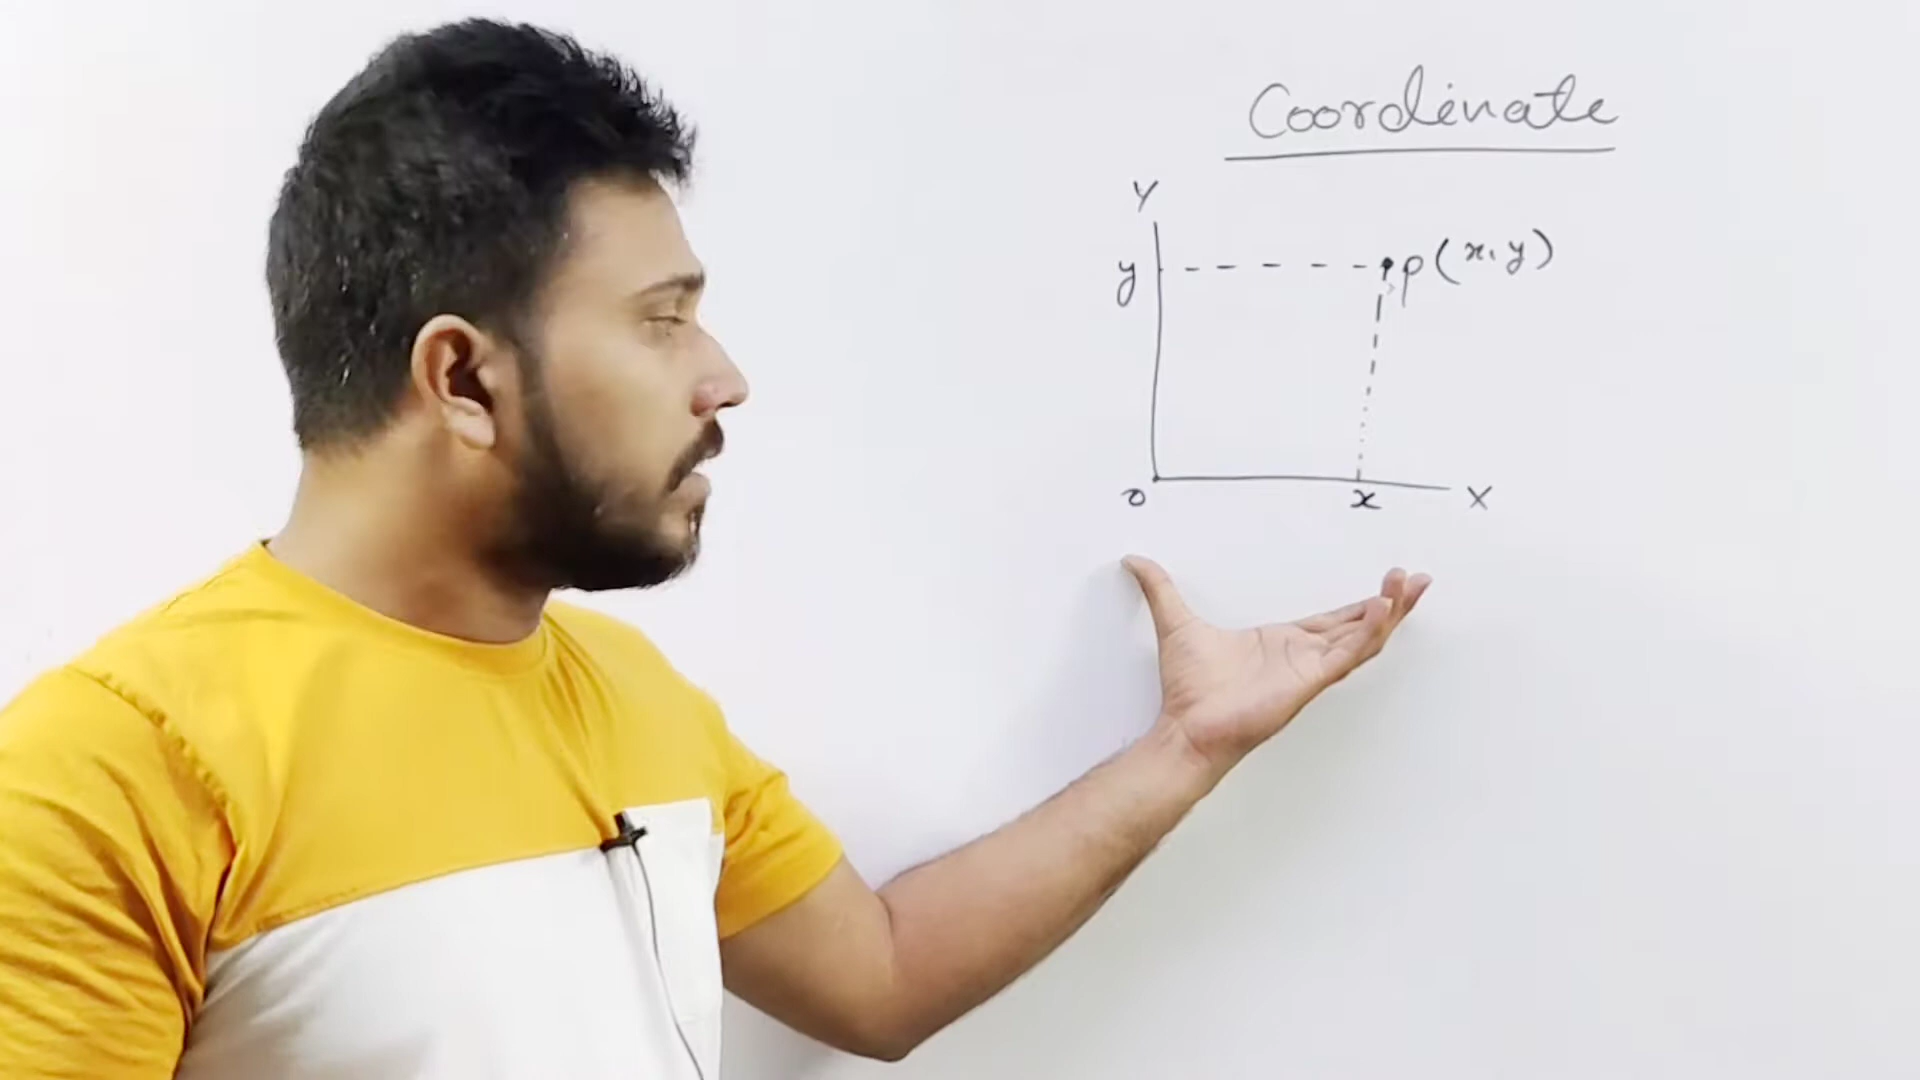 Coordinate
Y
y P(x,y)
O x X